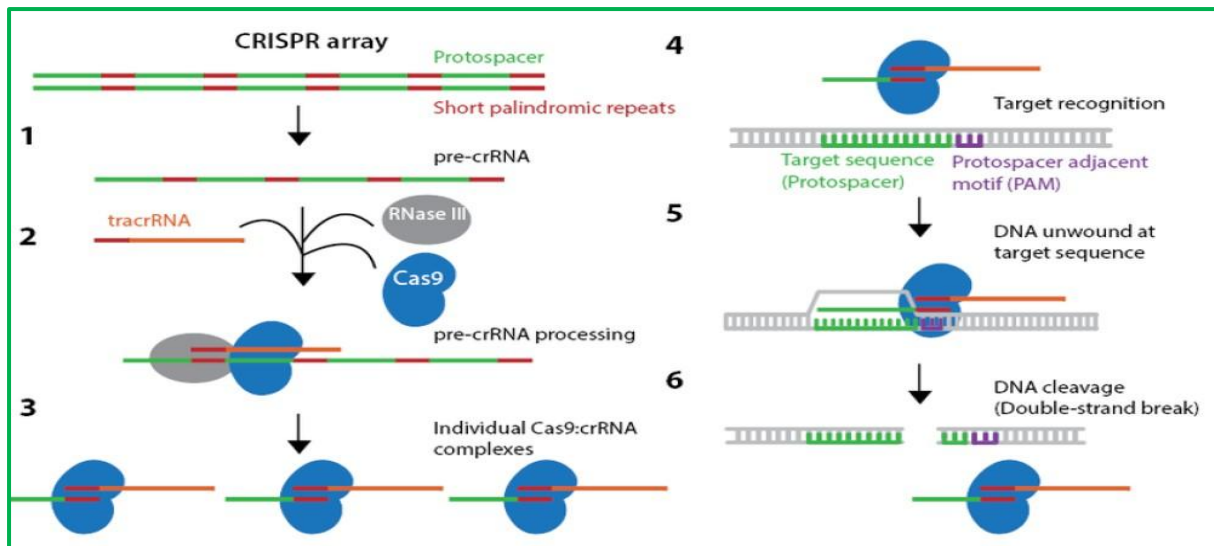 CRISPR array
Protospacer
Short palindromic repeats
1
pre-crRNA
2
tracrRNA
RNase III
Cas9
pre-crRNA processing
3
Individual Cas9:crRNA
complexes
4
Target recognition
Target sequence
(Protospacer)
Protospacer adjacent
motif (PAM)
5
DNA unwound at
target sequence
6
DNA cleavage
(Double-strand break)